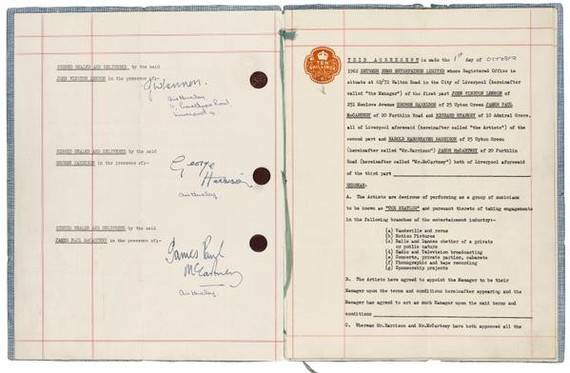 SIGNED SEALED AND DELIVERED by the said
JOHN WINSTON LENNON in the presence of:-
J W Lennon.
Liverpool
SIGNED SEALED AND DELIVERED by the said
GEORGE HARRISON in the presence of:-
George
Harrison
SIGNED SEALED AND DELIVERED by the said
JAMES PAUL McCARTNEY in the presence of:-
James Paul
McCartney
TEN
SHILLINGS
THIS AGREEMENT is made the 1st day of OCTOBER
1962 BETWEEN NEMS ENTERPRISES LIMITED whose Registered Office is
situate at Walton Road in the City of Liverpool (hereinafter
called "the Manager") of the first part JOHN WINSTON LENNON of
251 Menlove Avenue GEORGE HARRISON of 25 Upton Green JAMES PAUL
McCARTNEY of 20 Forthlin Road and RICHARD STARKEY of 10 Admiral Grove,
all of Liverpool aforesaid (hereinafter called "the Artists") of the
second part and HAROLD HARGREAVES HARRISON of 25 Upton Green
(hereinafter called "Mr.Harrison") JAMES McCARTNEY of 20 Forthlin
Road (hereinafter called "Mr.McCartney") both of Liverpool aforesaid
of the third part
WHEREAS:
A. The Artists are desirous of performing as a group of musicians
to be known as "THE BEATLES" and pursuant thereto of taking engagements
in the following branches of the entertainment industry:-
(a) Vaudeville and revue
(b) Motion Pictures
(c) Balls and Dances whether of a private
or public nature
(d) Radio and Television broadcasting
(e) Concerts, private parties, cabarets
(f) Phonographic and tape recording
(g) Sponsorship projects
B. The Artists have agreed to appoint the Manager to be their
Manager upon the terms and conditions hereinafter appearing and the
Manager has agreed to act as such Manager upon the said terms and
conditions
C. Whereas Mr.Harrison and Mr.McCartney have both approved all the